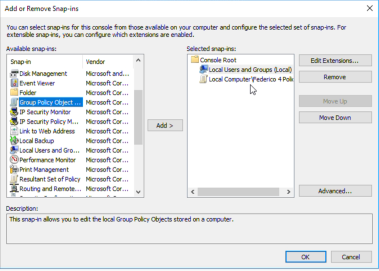 Add or Remove Snap-ins
You can select snap-ins for this console from those available on your computer and configure the selected set of snap-ins. For
extensible snap-ins, you can configure which extensions are enabled.
Available snap-ins:
Snap-in Vendor
Disk Management Microsoft and...
Event Viewer Microsoft Cor...
Folder Microsoft Cor...
Group Policy Object ... Microsoft Cor...
IP Security Monitor Microsoft Cor...
IP Security Policy M... Microsoft Cor...
Link to Web Address Microsoft Cor...
Local Backup Microsoft Cor...
Local Users and Gro... Microsoft Cor...
Performance Monitor Microsoft Cor...
Print Management Microsoft Cor...
Resultant Set of Policy Microsoft Cor...
Routing and Remote... Microsoft Cor...
Add >
Selected snap-ins:
Console Root
Local Users and Groups (Local)
Local Computer\Federico 4 Polic
Edit Extensions...
Remove
Move Up
Move Down
Advanced...
Description:
This snap-in allows you to edit the local Group Policy Objects stored on a computer.
OK
Cancel